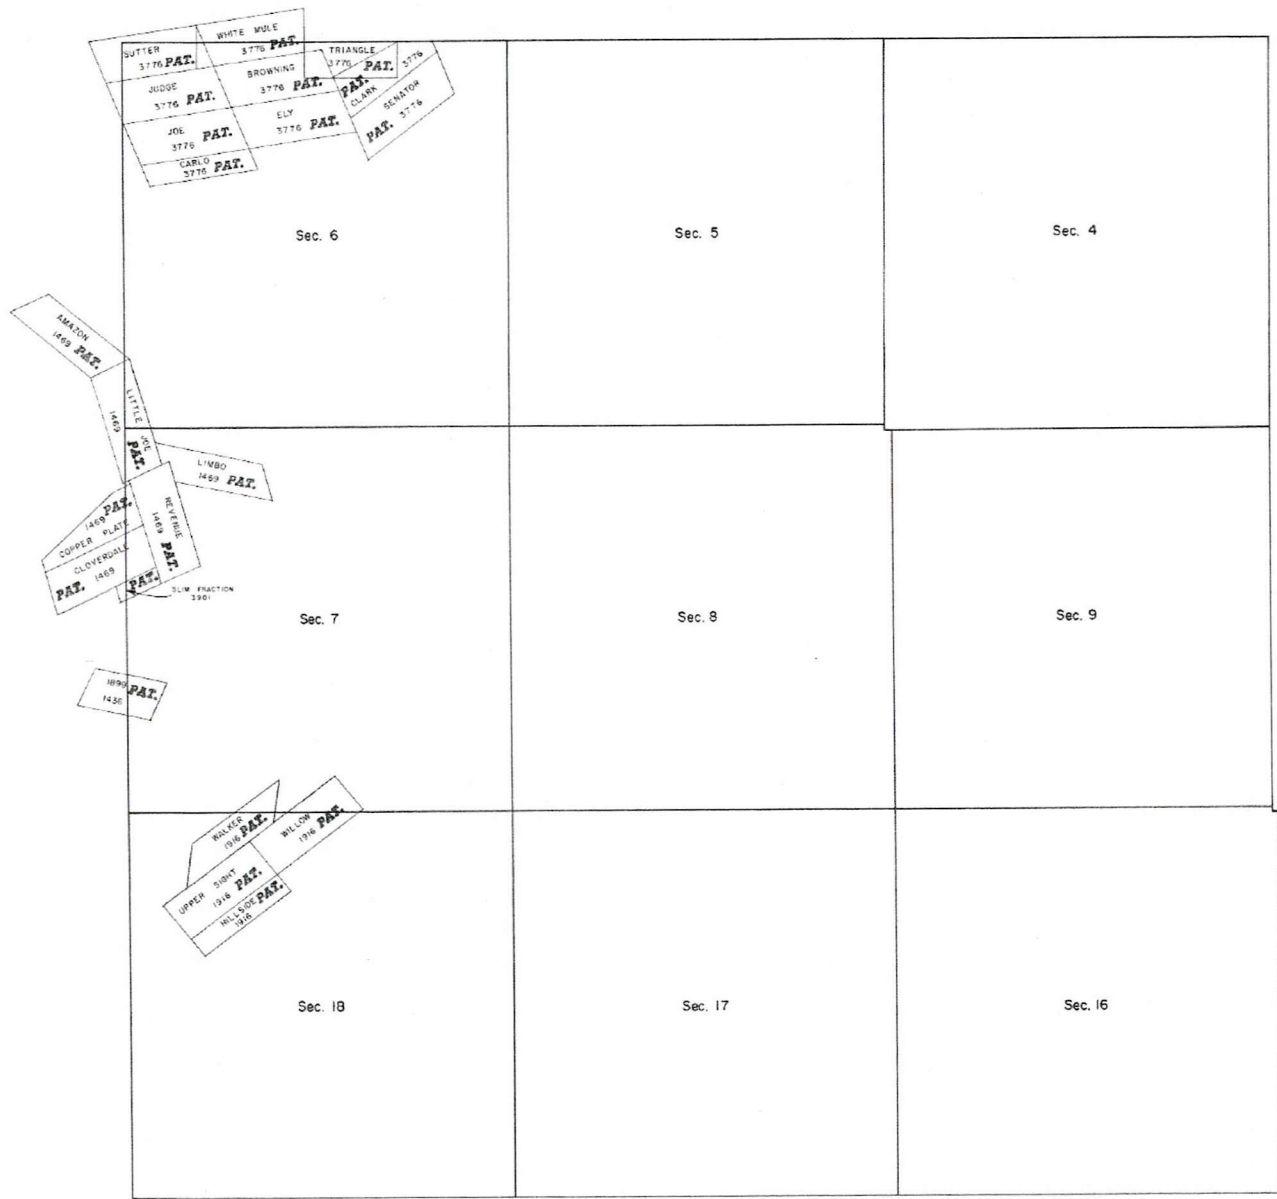 SUTTER
3776 PAT.
WHITE MULE
3776 PAT.
TRIANGLE
3776 PAT.
JUDGE
3776 PAT.
BROWNING
3776 PAT.
PAT. 3776
CLARK
SENATOR
PAT. 3776
JOE
3776 PAT.
ELY
3776 PAT.
CARLO
3776 PAT.
Sec. 6
Sec. 5
Sec. 4
AMAZON
1469 PAT.
LITTLE JOE
1469 PAT.
LIMBO
1469 PAT.
REVENUE
1469 PAT.
1469 PAT.
COPPER PLATE
CLOVERDALE
PAT. 1469
PAT.
SLIM FRACTION
3901
Sec. 7
Sec. 8
Sec. 9
1899 PAT.
1436
WALKER
1916 PAT.
WILLOW
1916 PAT.
UPPER SIGHT
1916 PAT.
HILLSIDE PAT.
1916
Sec. 18
Sec. 17
Sec. 16